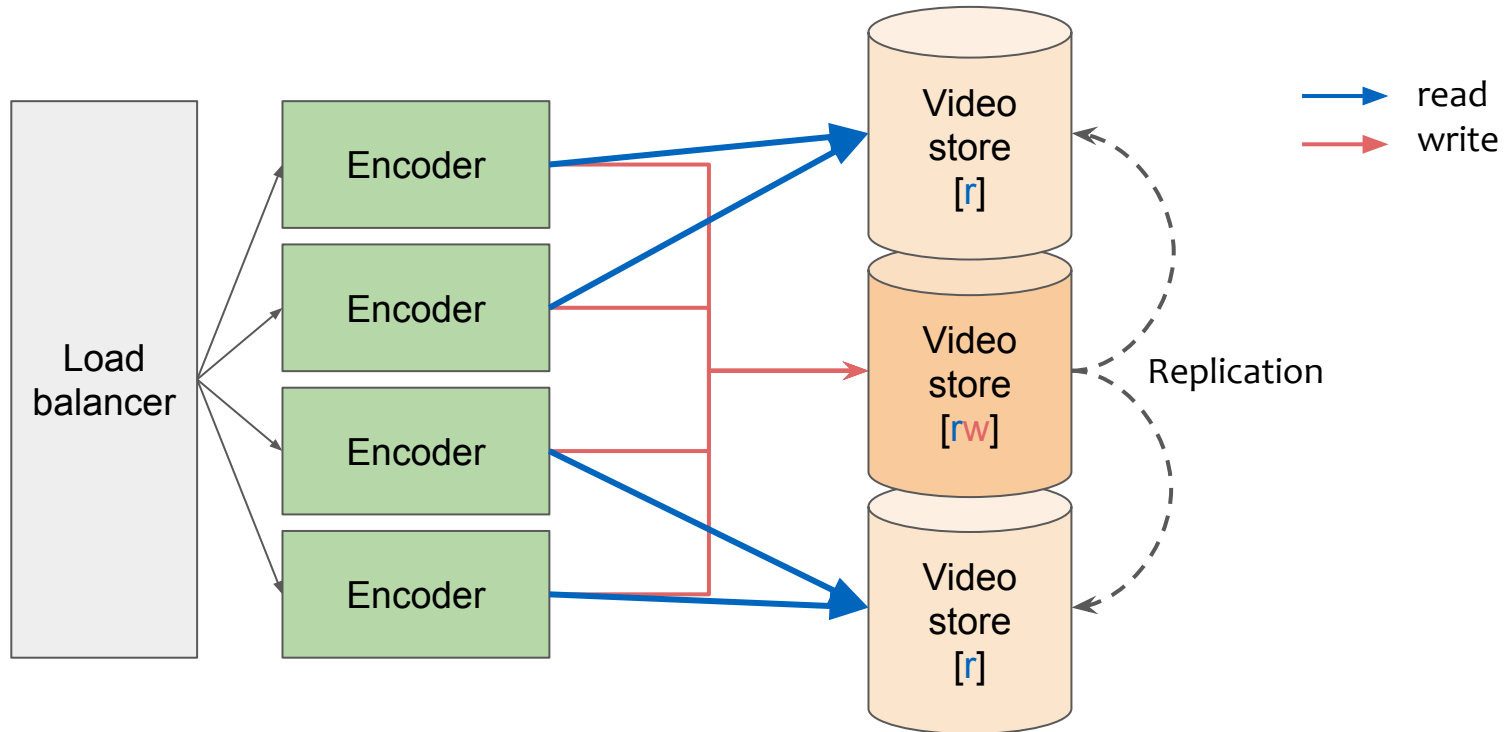 Load
balancer
Encoder
Encoder
Encoder
Encoder
Video
store
[r]
Video
store
[rw]
Video
store
[r]
Replication
read
write